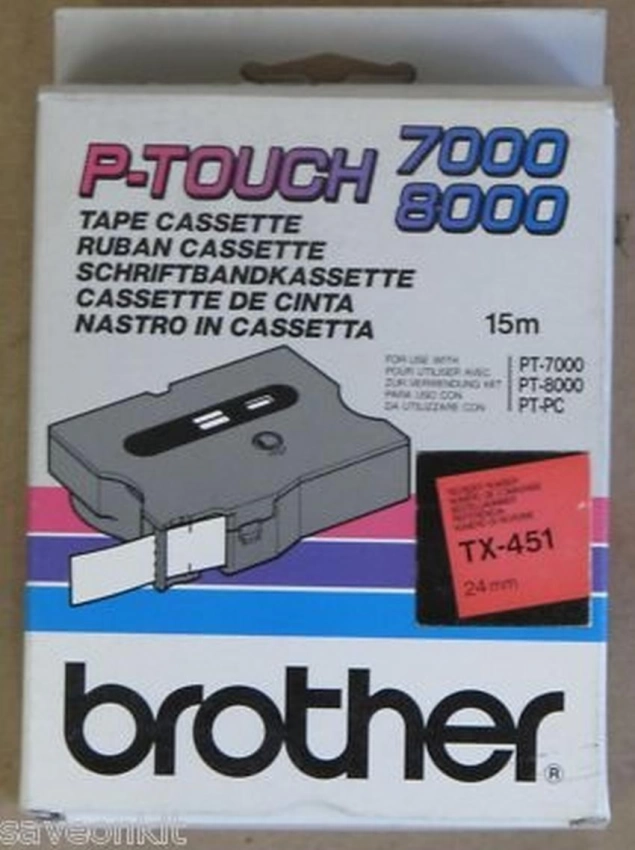 P-TOUCH 7000
8000
TAPE CASSETTE
RUBAN CASSETTE
SCHRIFTBANDKASSETTE
CASSETTE DE CINTA
NASTRO IN CASSETTA
15m
FOR USE WITH
POUR UTILISER AVEC
ZUR VERWENDUNG MIT
PARA USO CON
DA UTILIZZARE CON
PT-7000
PT-8000
PT-PC
TX-451
24mm
brother®
saveonkit